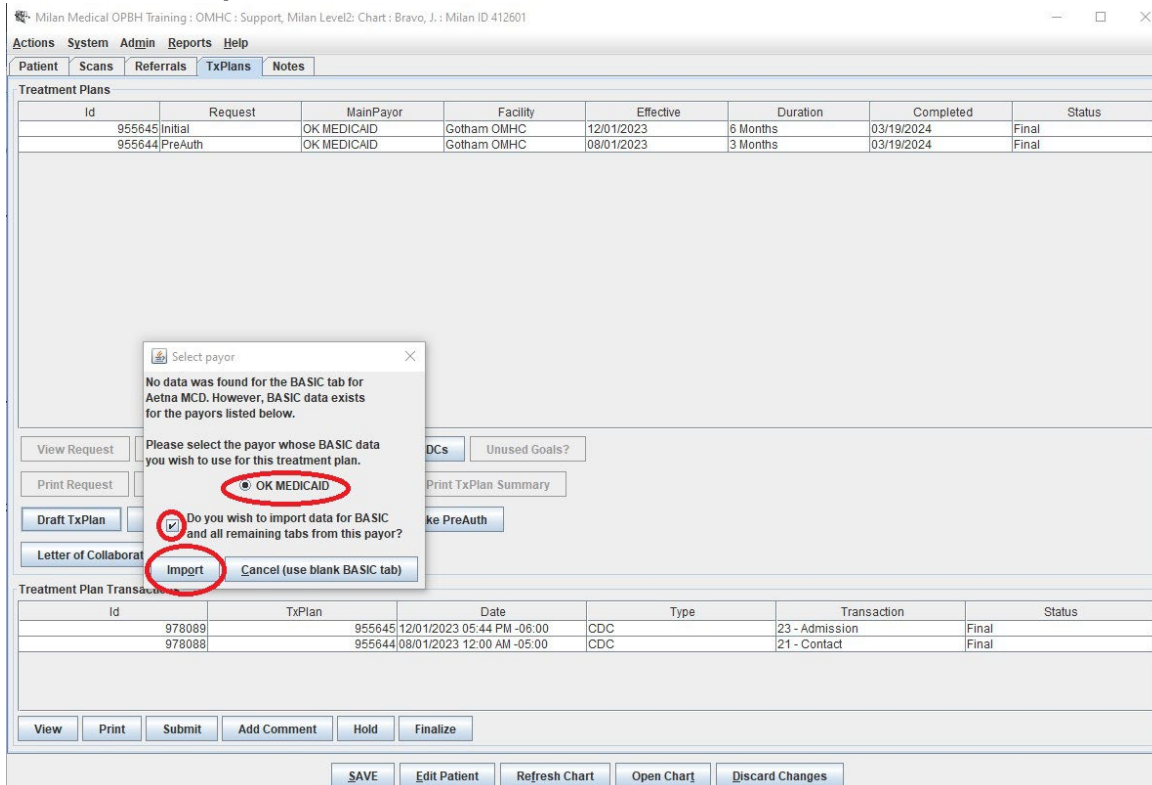 Milan Medical OPBH Training : OMHC : Support, Milan Level2: Chart : Bravo, J. : Milan ID 412601
Actions System Admin Reports Help
Patient Scans Referrals TxPlans Notes
Treatment Plans
Id Request MainPayor Facility Effective Duration Completed Status
955645 Initial OK MEDICAID Gotham OMHC 12/01/2023 6 Months 03/19/2024 Final
955644 PreAuth OK MEDICAID Gotham OMHC 08/01/2023 3 Months 03/19/2024 Final
Select payor
No data was found for the BASIC tab for
Aetna MCD. However, BASIC data exists
for the payors listed below.
Please select the payor whose BASIC data
you wish to use for this treatment plan.
OK MEDICAID
Do you wish to import data for BASIC
and all remaining tabs from this payor?
Import Cancel (use blank BASIC tab)
View Request DCs Unused Goals?
Print Request Print TxPlan Summary
Draft TxPlan ke PreAuth
Letter of Collaborat
Treatment Plan Transactions
Id TxPlan Date Type Transaction Status
978089 955645 12/01/2023 05:44 PM -06:00 CDC 23 - Admission Final
978088 955644 08/01/2023 12:00 AM -05:00 CDC 21 - Contact Final
View Print Submit Add Comment Hold Finalize
SAVE Edit Patient Refresh Chart Open Chart Discard Changes